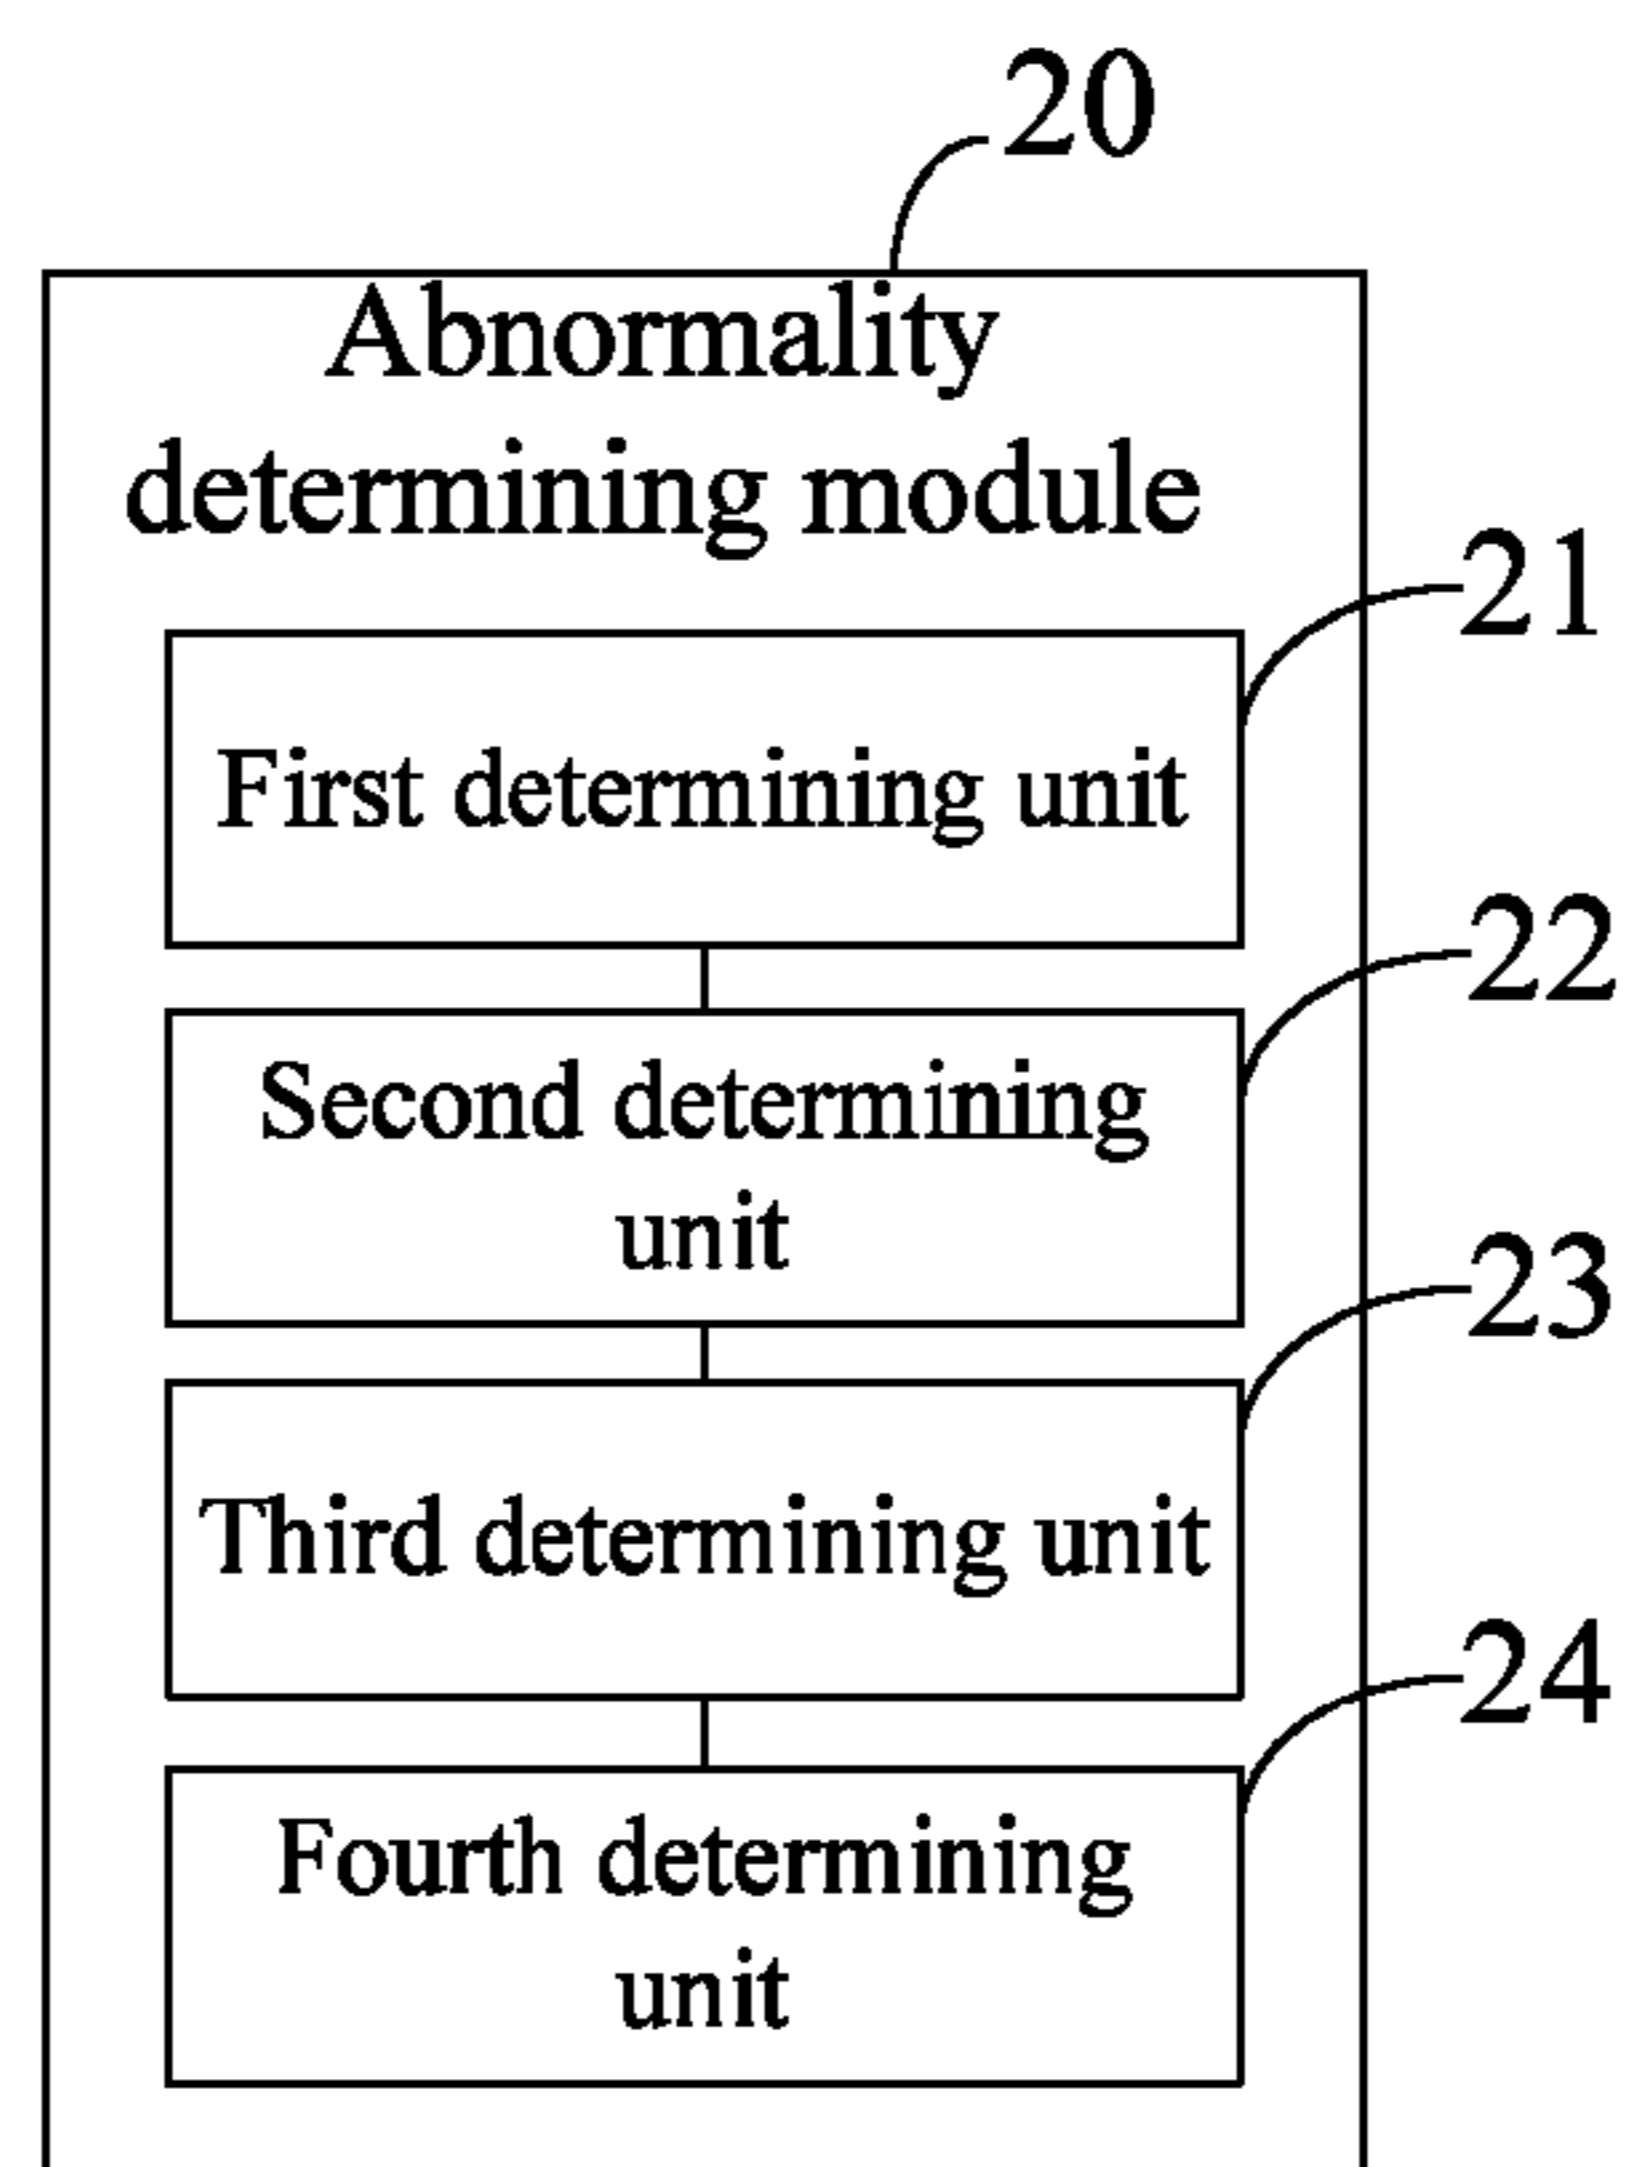 20
Abnormality
determining module
21
First determining unit
22
Second determining
unit
23
Third determining unit
24
Fourth determining
unit